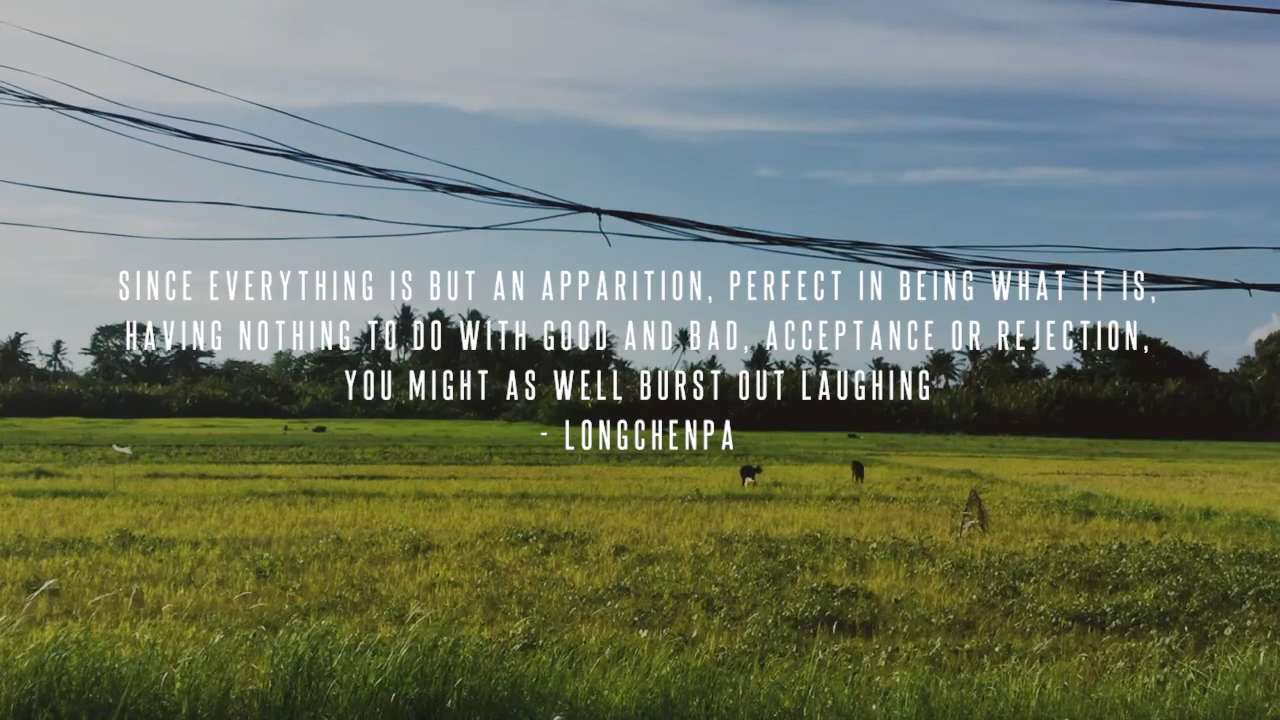 SINCE EVERYTHING IS BUT AN APPARITION, PERFECT IN BEING WHAT IT IS,
HAVING NOTHING TO DO WITH GOOD AND BAD, ACCEPTANCE OR REJECTION,
YOU MIGHT AS WELL BURST OUT LAUGHING
- LONGCHENPA